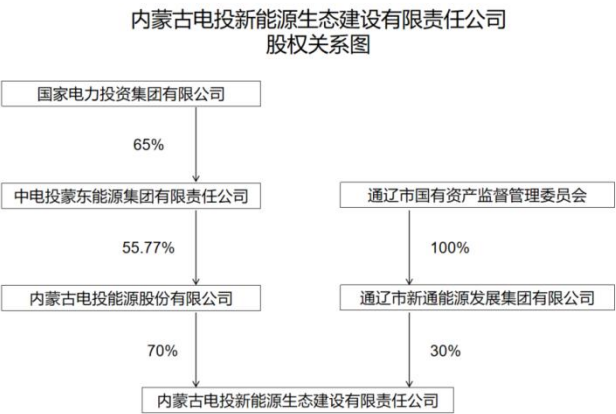 内蒙古电投新能源生态建设有限责任公司
股权关系图
国家电力投资集团有限公司
65%
中电投蒙东能源集团有限责任公司
通辽市国有资产监督管理委员会
55.77%
100%
内蒙古电投能源股份有限公司
通辽市新通能源发展集团有限公司
70%
30%
内蒙古电投新能源生态建设有限责任公司